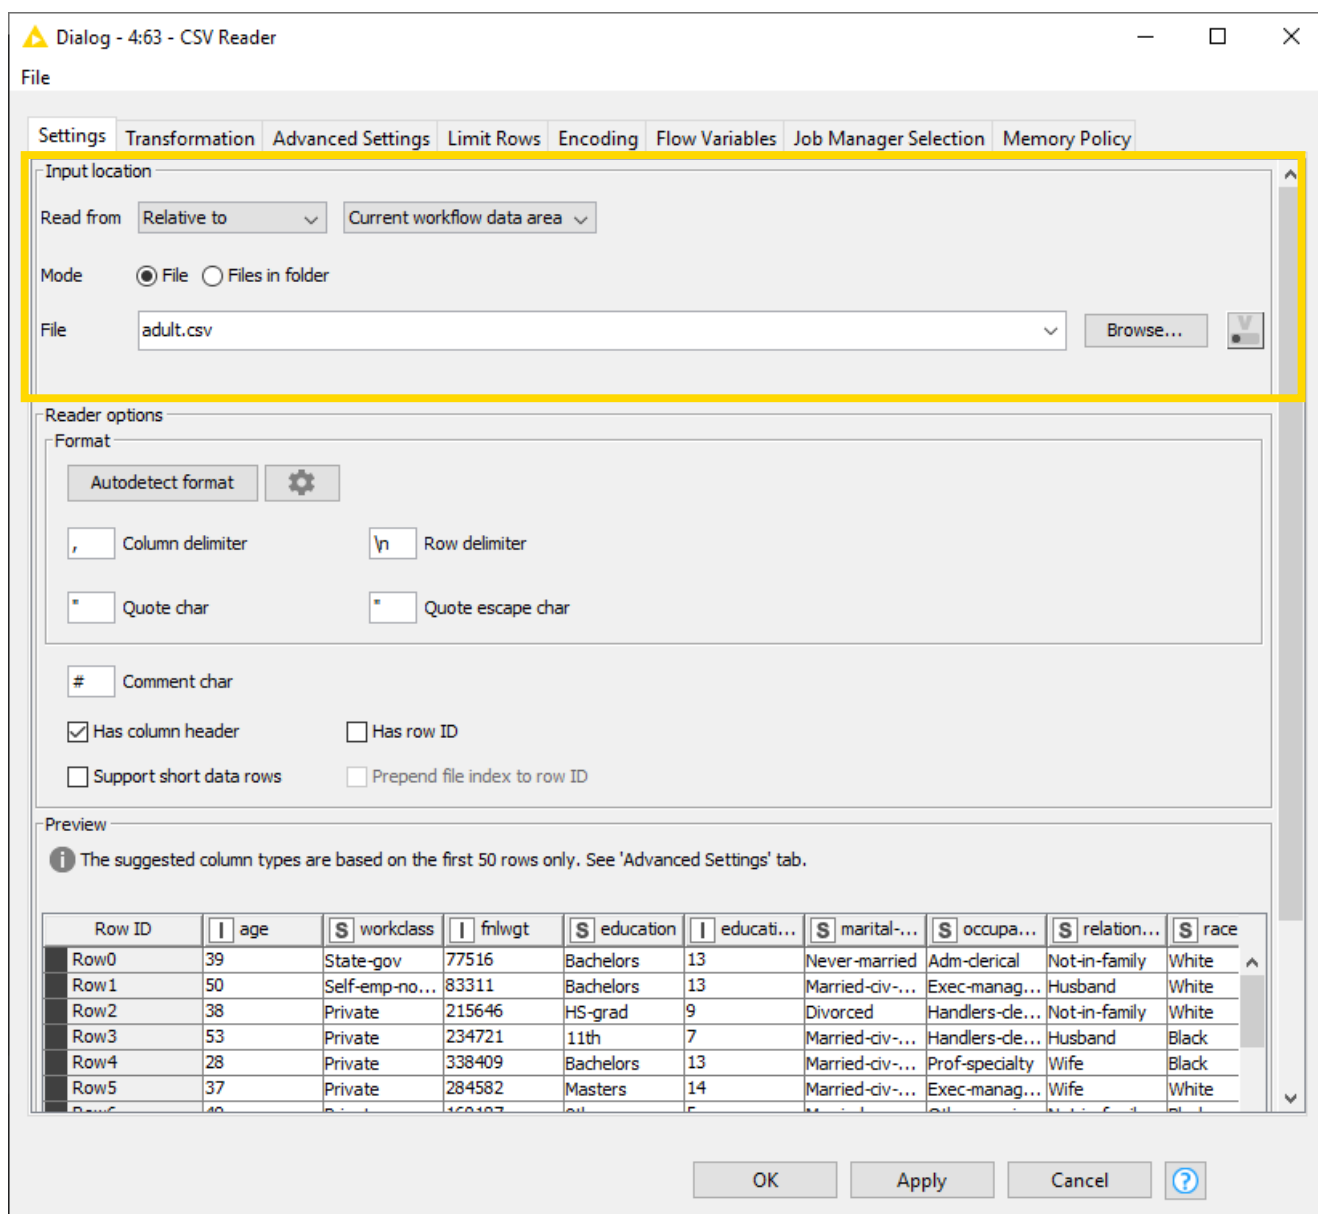 Dialog - 4:63 - CSV Reader
File
Settings Transformation Advanced Settings Limit Rows Encoding Flow Variables Job Manager Selection Memory Policy
Input location
Read from Relative to Current workflow data area
Mode File Files in folder
File adult.csv Browse... V
Reader options
Format
Autodetect format
, Column delimiter \n Row delimiter
" Quote char " Quote escape char
# Comment char
Has column header Has row ID
Support short data rows Prepend file index to row ID
Preview
i The suggested column types are based on the first 50 rows only. See 'Advanced Settings' tab.
Row ID I age S workclass I fnlwgt S education I educati... S marital-... S occupa... S relation... S race
Row0 39 State-gov 77516 Bachelors 13 Never-married Adm-clerical Not-in-family White
Row1 50 Self-emp-no... 83311 Bachelors 13 Married-civ-... Exec-manag... Husband White
Row2 38 Private 215646 HS-grad 9 Divorced Handlers-cle... Not-in-family White
Row3 53 Private 234721 11th 7 Married-civ-... Handlers-cle... Husband Black
Row4 28 Private 338409 Bachelors 13 Married-civ-... Prof-specialty Wife Black
Row5 37 Private 284582 Masters 14 Married-civ-... Exec-manag... Wife White
OK Apply Cancel ?